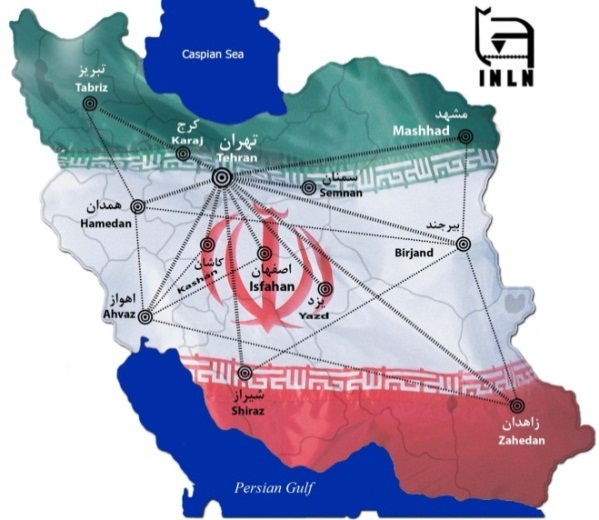 Caspian Sea
INLN
تبریز
Tabriz
کرج
Karaj
تهران
Tehran
مشهد
Mashhad
سمنان
Semnan
همدان
Hamedan
بیرجند
Birjand
کاشان
Kashan
اصفهان
Isfahan
یزد
Yazd
اهواز
Ahvaz
شیراز
Shiraz
زاهدان
Zahedan
Persian Gulf